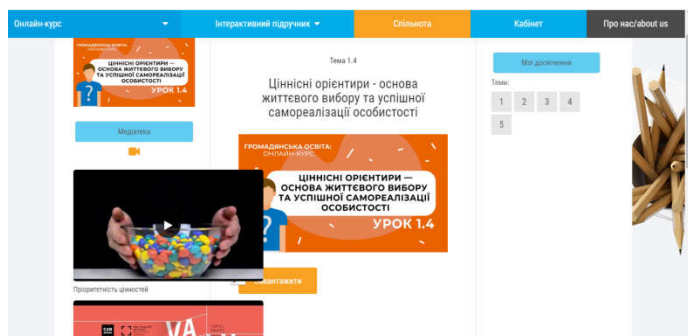 Онлайн-курс
Інтерактивний підручник
Спільнота
Кабінет
Про нас/about us
ГРОМАДЯНСЬКА ОСВІТА:
ОНЛАЙН-КУРС
ЦІННІСНІ ОРІЄНТИРИ —
ОСНОВА ЖИТТЄВОГО ВИБОРУ
ТА УСПІШНОЇ САМОРЕАЛІЗАЦІЇ
ОСОБИСТОСТІ
УРОК 1.4
Медіатека
Проритетність цінностей
Тема 1.4
Ціннісні орієнтири - основа
життєвого вибору та успішної
самореалізації особистості
ГРОМАДЯНСЬКА ОСВІТА:
ОНЛАЙН-КУРС
ЦІННІСНІ ОРІЄНТИРИ —
ОСНОВА ЖИТТЄВОГО ВИБОРУ
ТА УСПІШНОЇ САМОРЕАЛІЗАЦІЇ
ОСОБИСТОСТІ
УРОК 1.4
Мої досягнення
Теми:
1 2 3 4
5